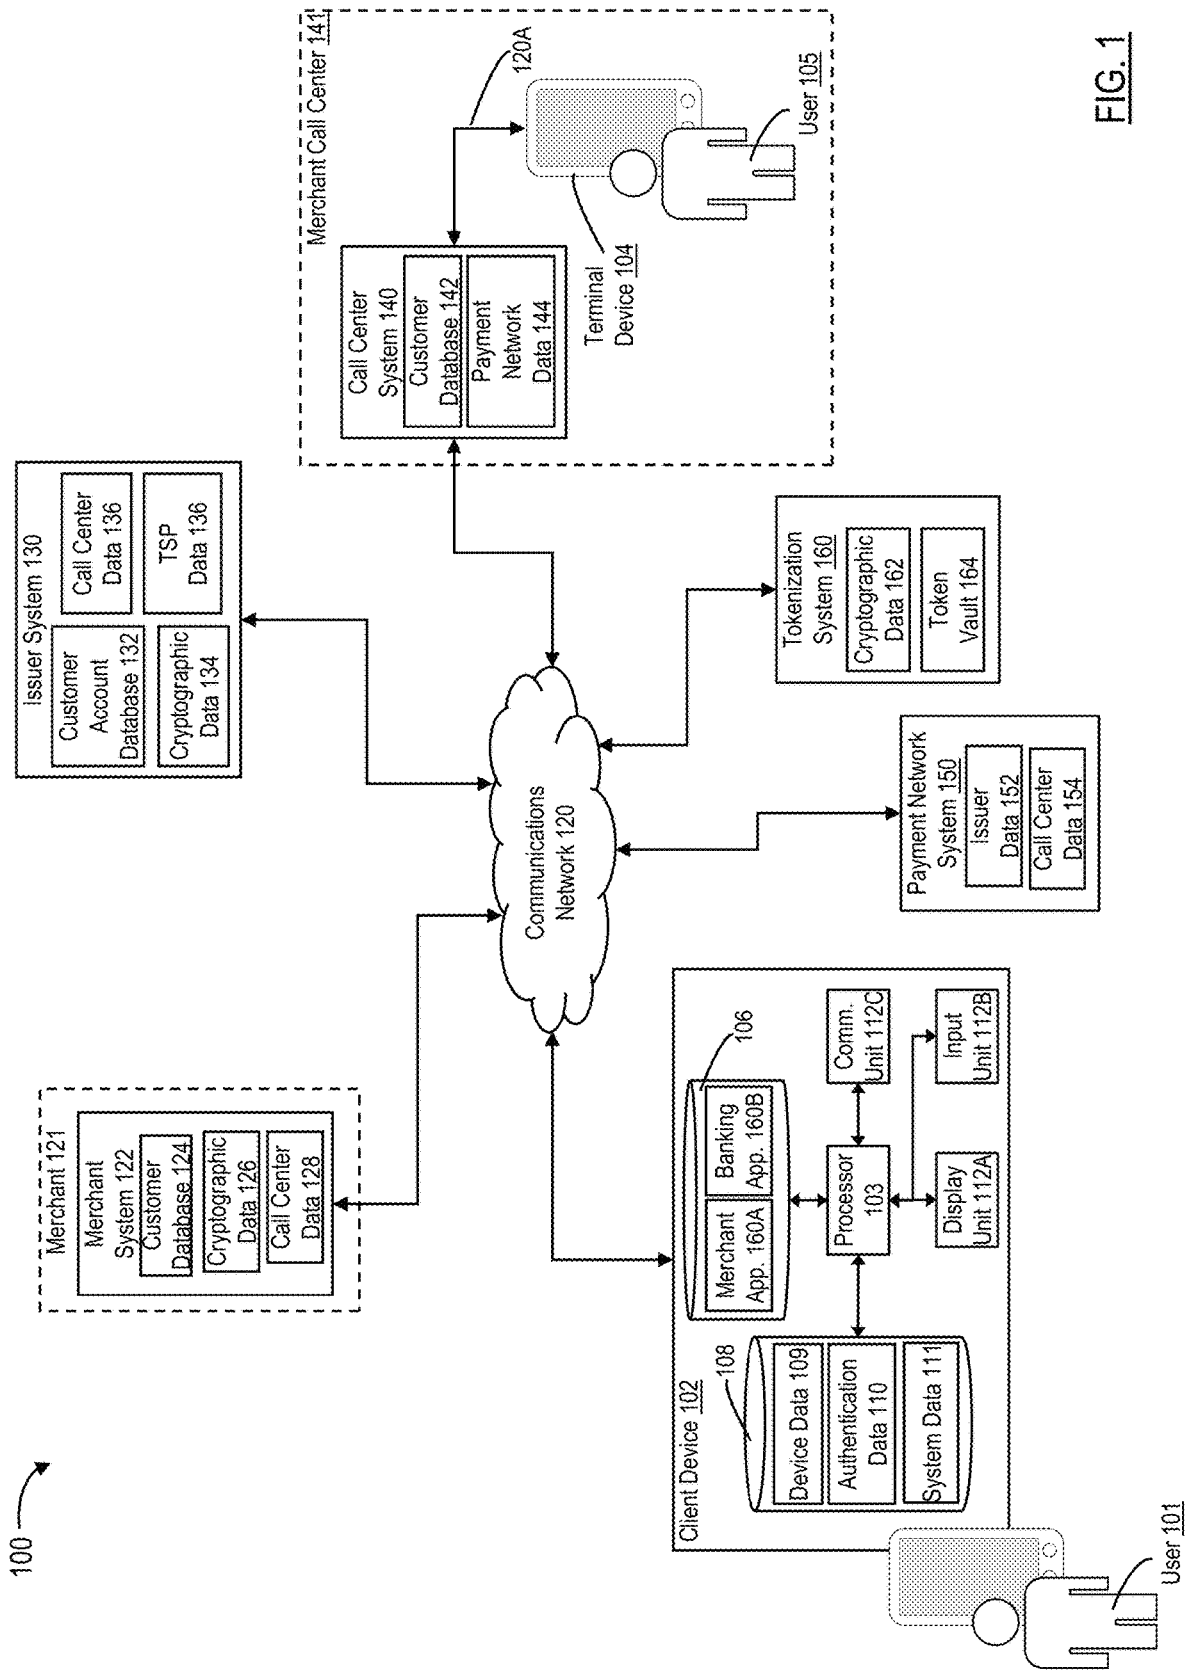 100
Merchant 121
Merchant
System 122
Customer
Database 124
Cryptographic
Data 126
Call Center
Data 128
Issuer System 130
Customer
Account
Database 132
Call Center
Data 136
Cryptographic
Data 134
TSP
Data 136
Merchant Call Center 141
Call Center
System 140
Customer
Database 142
Payment
Network
Data 144
120A
Terminal
Device 104
User 105
Communications
Network 120
Client Device 102
108
Device Data 109
Authentication
Data 110
System Data 111
106
Merchant
App. 160A
Banking
App. 160B
Processor
103
Comm.
Unit 112C
Display
Unit 112A
Input
Unit 112B
User 101
Payment Network
System 150
Issuer
Data 152
Call Center
Data 154
Tokenization
System 160
Cryptographic
Data 162
Token
Vault 164
FIG. 1